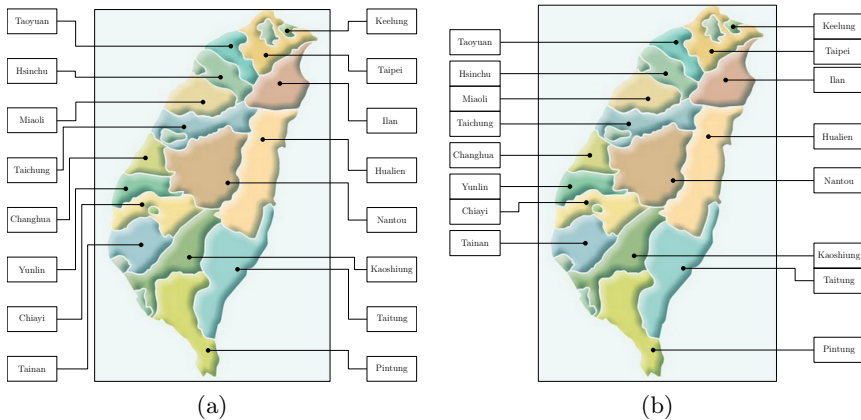 Taoyuan
Hsinchu
Miaoli
Taichung
Changhua
Yunlin
Chiayi
Tainan
Keelung
Taipei
Ilan
Hualien
Nantou
Kaoshiung
Taitung
Pintung
(a)
Taoyuan
Hsinchu
Miaoli
Taichung
Changhua
Yunlin
Chiayi
Tainan
Keelung
Taipei
Ilan
Hualien
Nantou
Kaoshiung
Taitung
Pintung
(b)